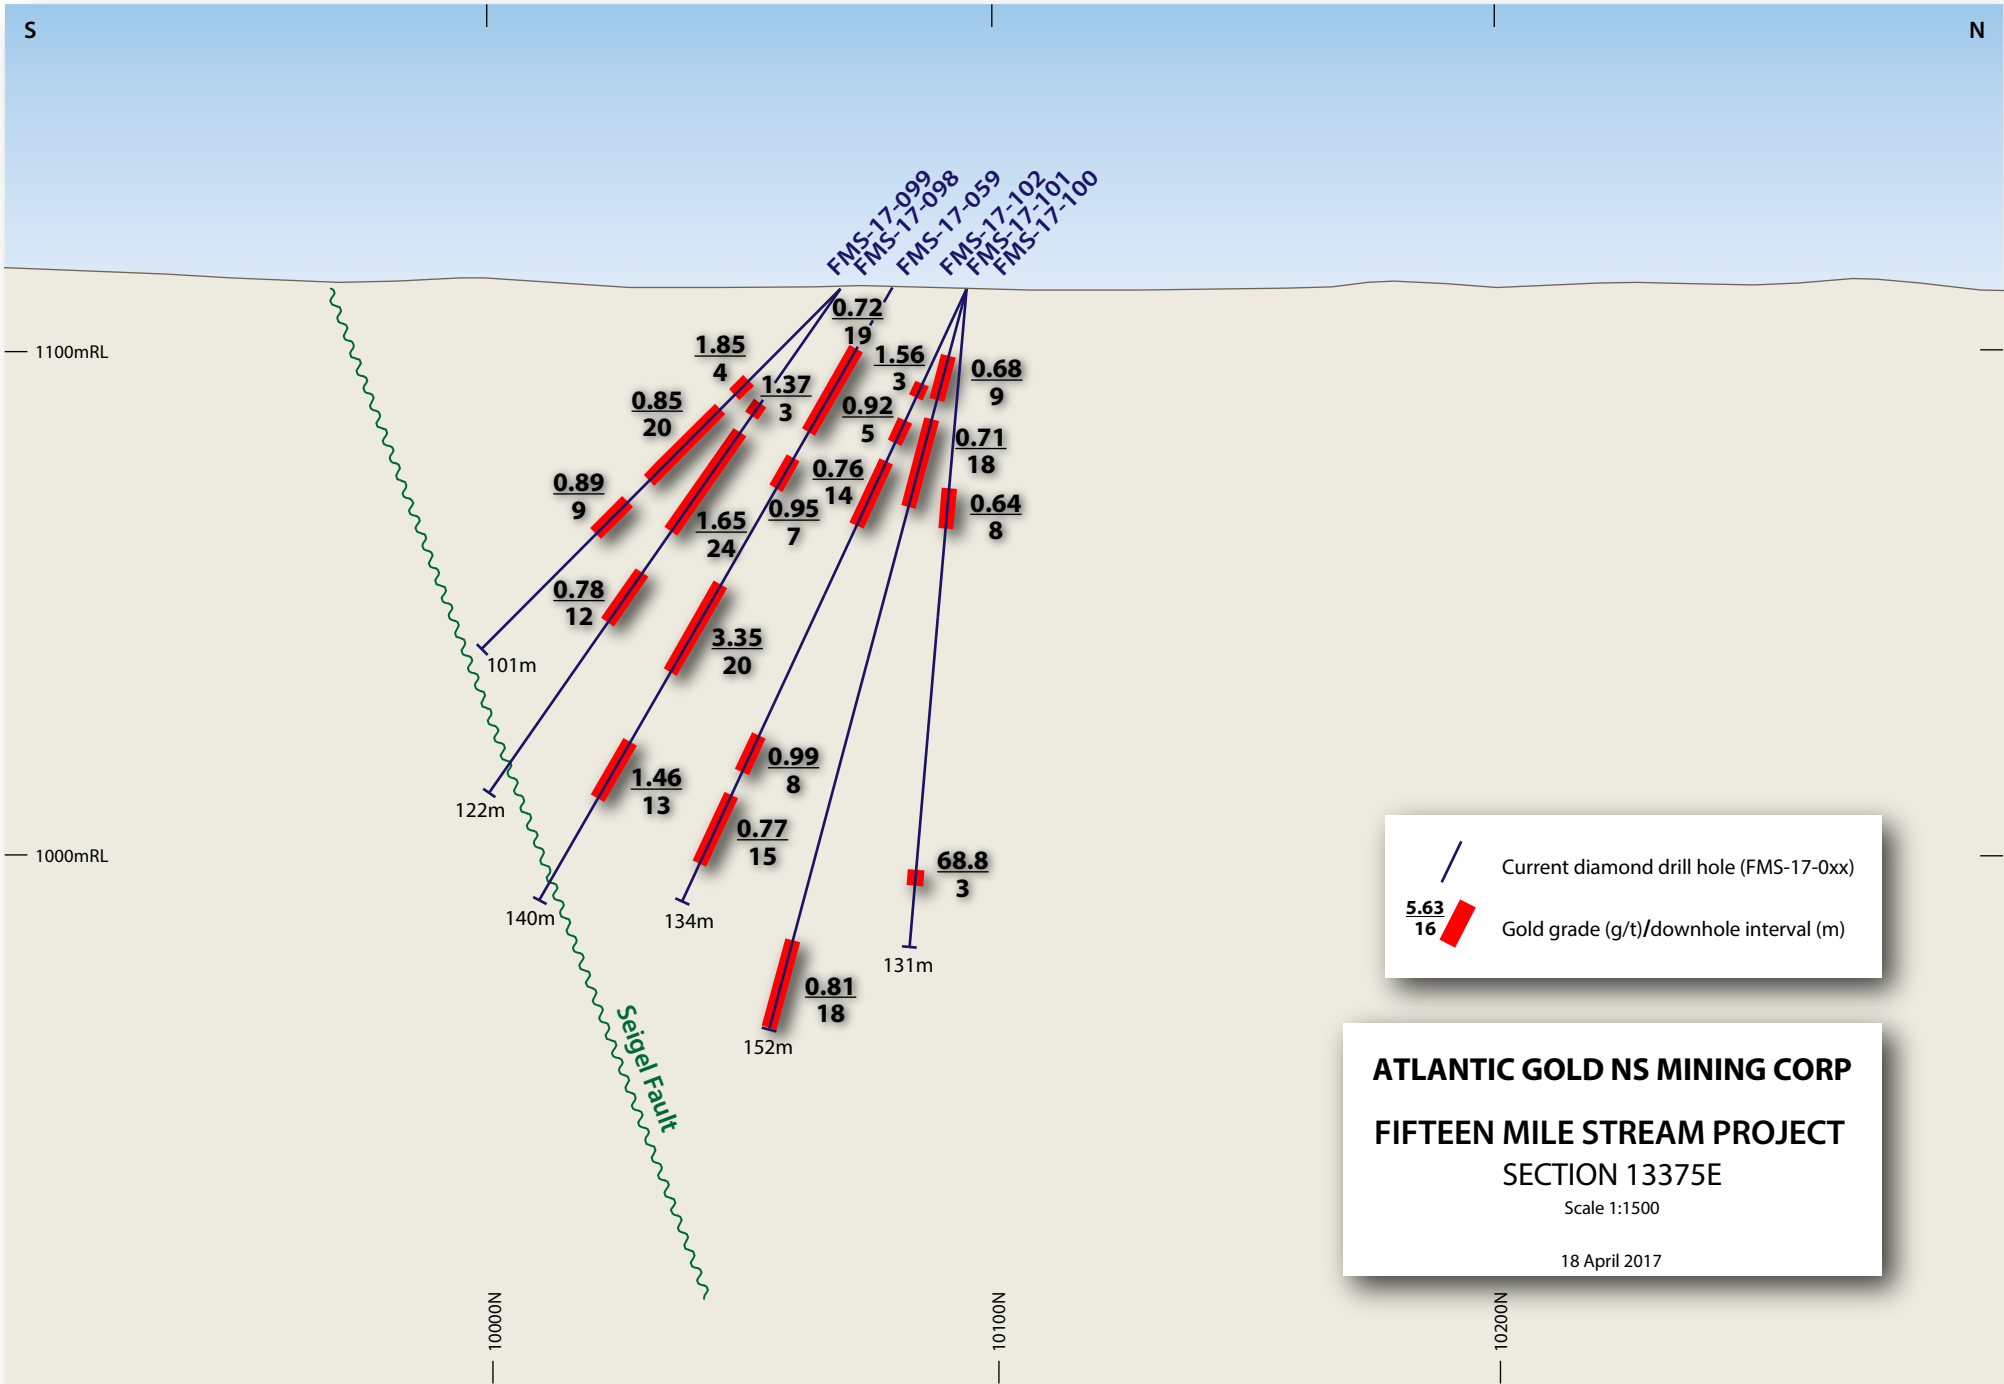 S
N
FMS-17-099
FMS-17-098
FMS-17-059
FMS-17-102
FMS-17-101
FMS-17-100
1100mRL
1000mRL
0.72
19
1.85
4
1.56
3
0.68
9
1.37
3
0.85
20
0.92
5
0.71
18
0.76
14
0.89
9
0.95
7
0.64
8
1.65
24
0.78
12
3.35
20
101m
0.99
8
1.46
13
122m
0.77
15
68.8
3
140m
134m
131m
0.81
18
152m
Seigel Fault
Current diamond drill hole (FMS-17-0xx)
5.63
16
Gold grade (g/t)/downhole interval (m)
ATLANTIC GOLD NS MINING CORP
FIFTEEN MILE STREAM PROJECT
SECTION 13375E
Scale 1:1500
18 April 2017
10000N
10100N
10200N